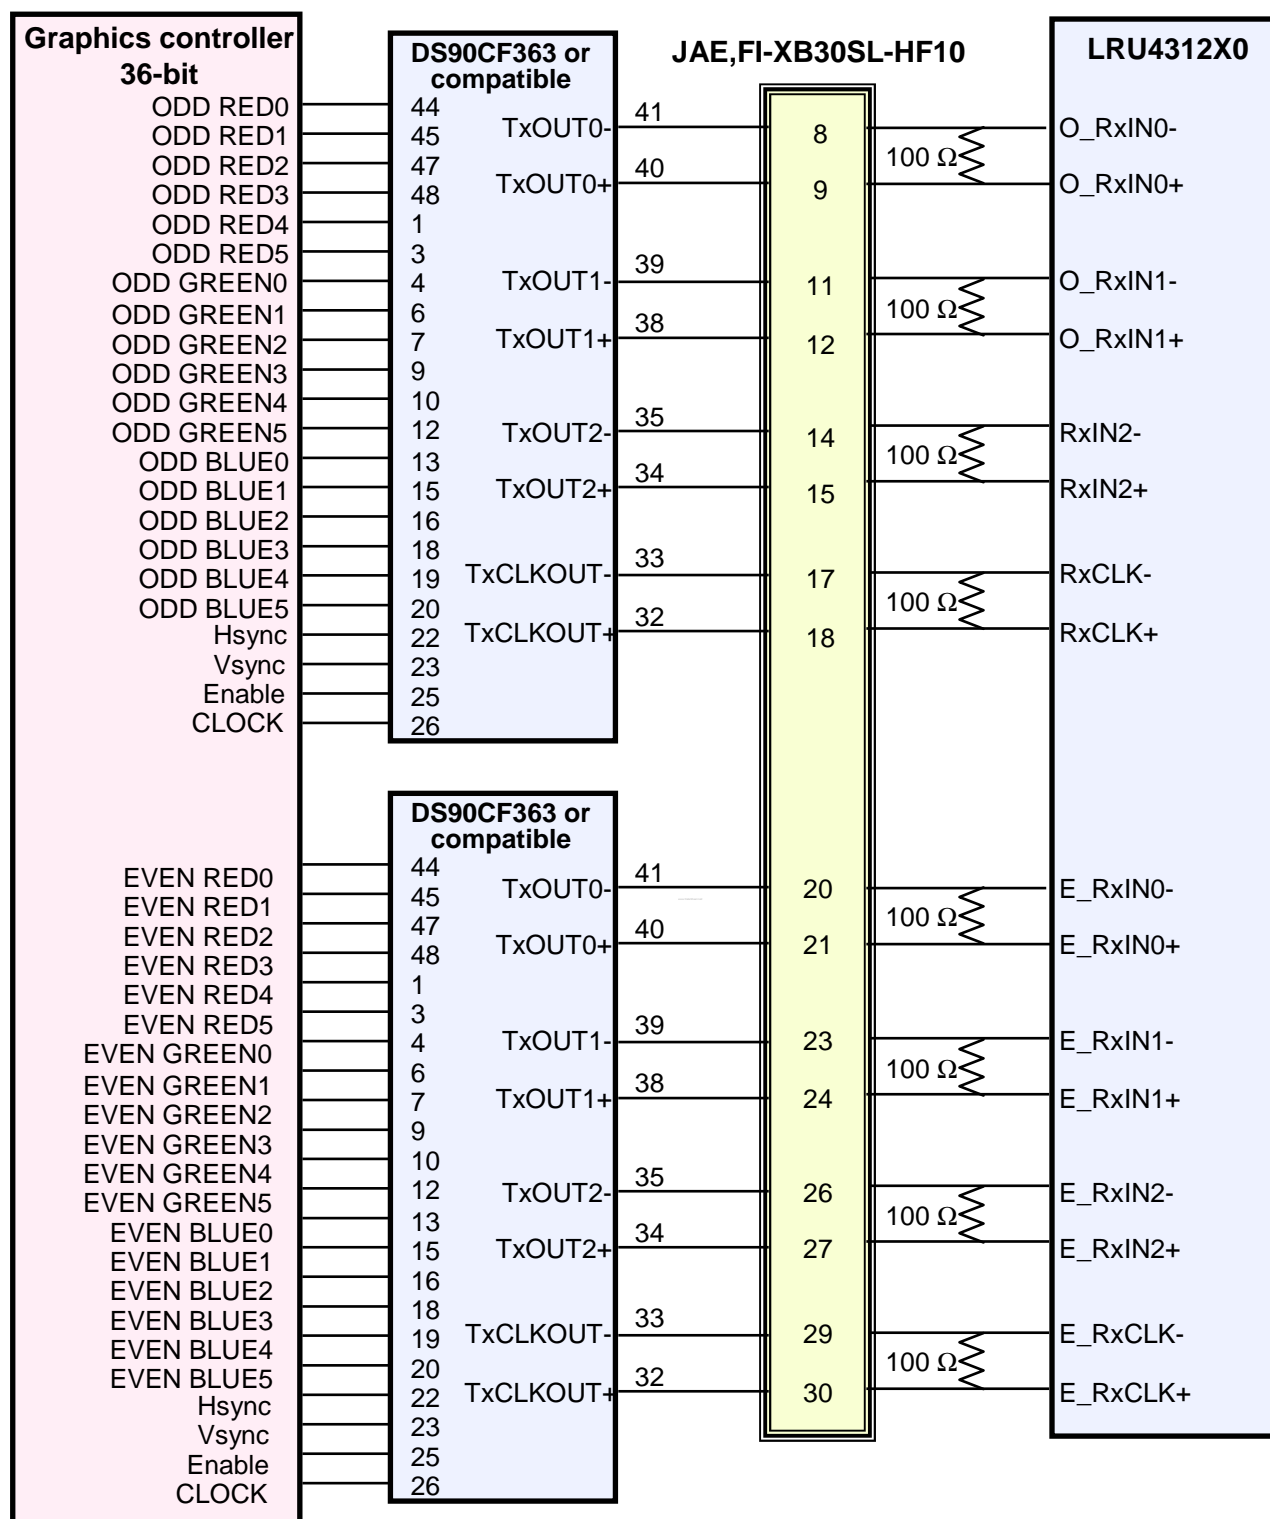 Graphics controller
36-bit
ODD RED0
ODD RED1
ODD RED2
ODD RED3
ODD RED4
ODD RED5
ODD GREEN0
ODD GREEN1
ODD GREEN2
ODD GREEN3
ODD GREEN4
ODD GREEN5
ODD BLUE0
ODD BLUE1
ODD BLUE2
ODD BLUE3
ODD BLUE4
ODD BLUE5
Hsync
Vsync
Enable
CLOCK
EVEN RED0
EVEN RED1
EVEN RED2
EVEN RED3
EVEN RED4
EVEN RED5
EVEN GREEN0
EVEN GREEN1
EVEN GREEN2
EVEN GREEN3
EVEN GREEN4
EVEN GREEN5
EVEN BLUE0
EVEN BLUE1
EVEN BLUE2
EVEN BLUE3
EVEN BLUE4
EVEN BLUE5
Hsync
Vsync
Enable
CLOCK
DS90CF363 or
compatible
44
45
47
48
1
3
4
6
7
9
10
12
13
15
16
18
19
20
22
23
25
26
TxOUT0-
TxOUT0+
TxOUT1-
TxOUT1+
TxOUT2-
TxOUT2+
TxCLKOUT-
TxCLKOUT+
41
40
39
38
35
34
33
32
DS90CF363 or
compatible
44
45
47
48
1
3
4
6
7
9
10
12
13
15
16
18
19
20
22
23
25
26
TxOUT0-
TxOUT0+
TxOUT1-
TxOUT1+
TxOUT2-
TxOUT2+
TxCLKOUT-
TxCLKOUT+
41
40
39
38
35
34
33
32
JAE,FI-XB30SL-HF10
8
9
11
12
14
15
17
18
20
21
23
24
26
27
29
30
100 Ω
100 Ω
100 Ω
100 Ω
100 Ω
100 Ω
100 Ω
100 Ω
LRU4312X0
O_RxIN0-
O_RxIN0+
O_RxIN1-
O_RxIN1+
RxIN2-
RxIN2+
RxCLK-
RxCLK+
E_RxIN0-
E_RxIN0+
E_RxIN1-
E_RxIN1+
E_RxIN2-
E_RxIN2+
E_RxCLK-
E_RxCLK+